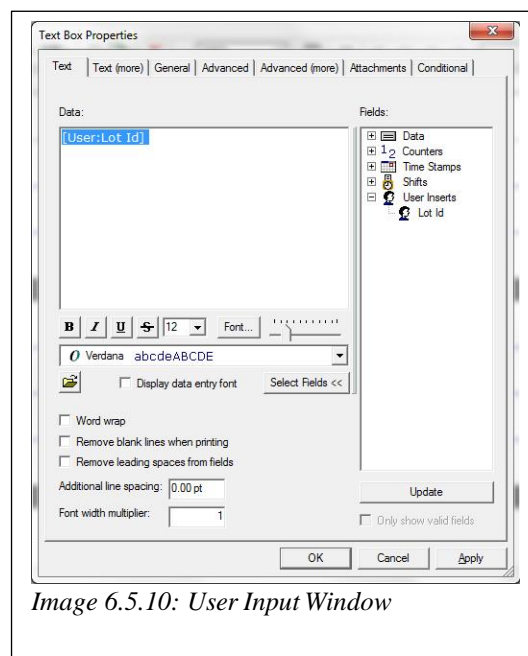 Text Box Properties
Text Text (more) General Advanced Advanced (more) Attachments Conditional
Data:
[User:Lot Id]
Fields:
Data
12 Counters
Time Stamps
Shifts
User Inserts
Lot Id
B I U S 12 Font...
O Verdana abcdeABCDE
Display data entry font Select Fields <<
Word wrap
Remove blank lines when printing
Remove leading spaces from fields
Additional line spacing: 0.00 pt
Font width multiplier: 1
Update
Only show valid fields
OK Cancel Apply
Image 6.5.10: User Input Window